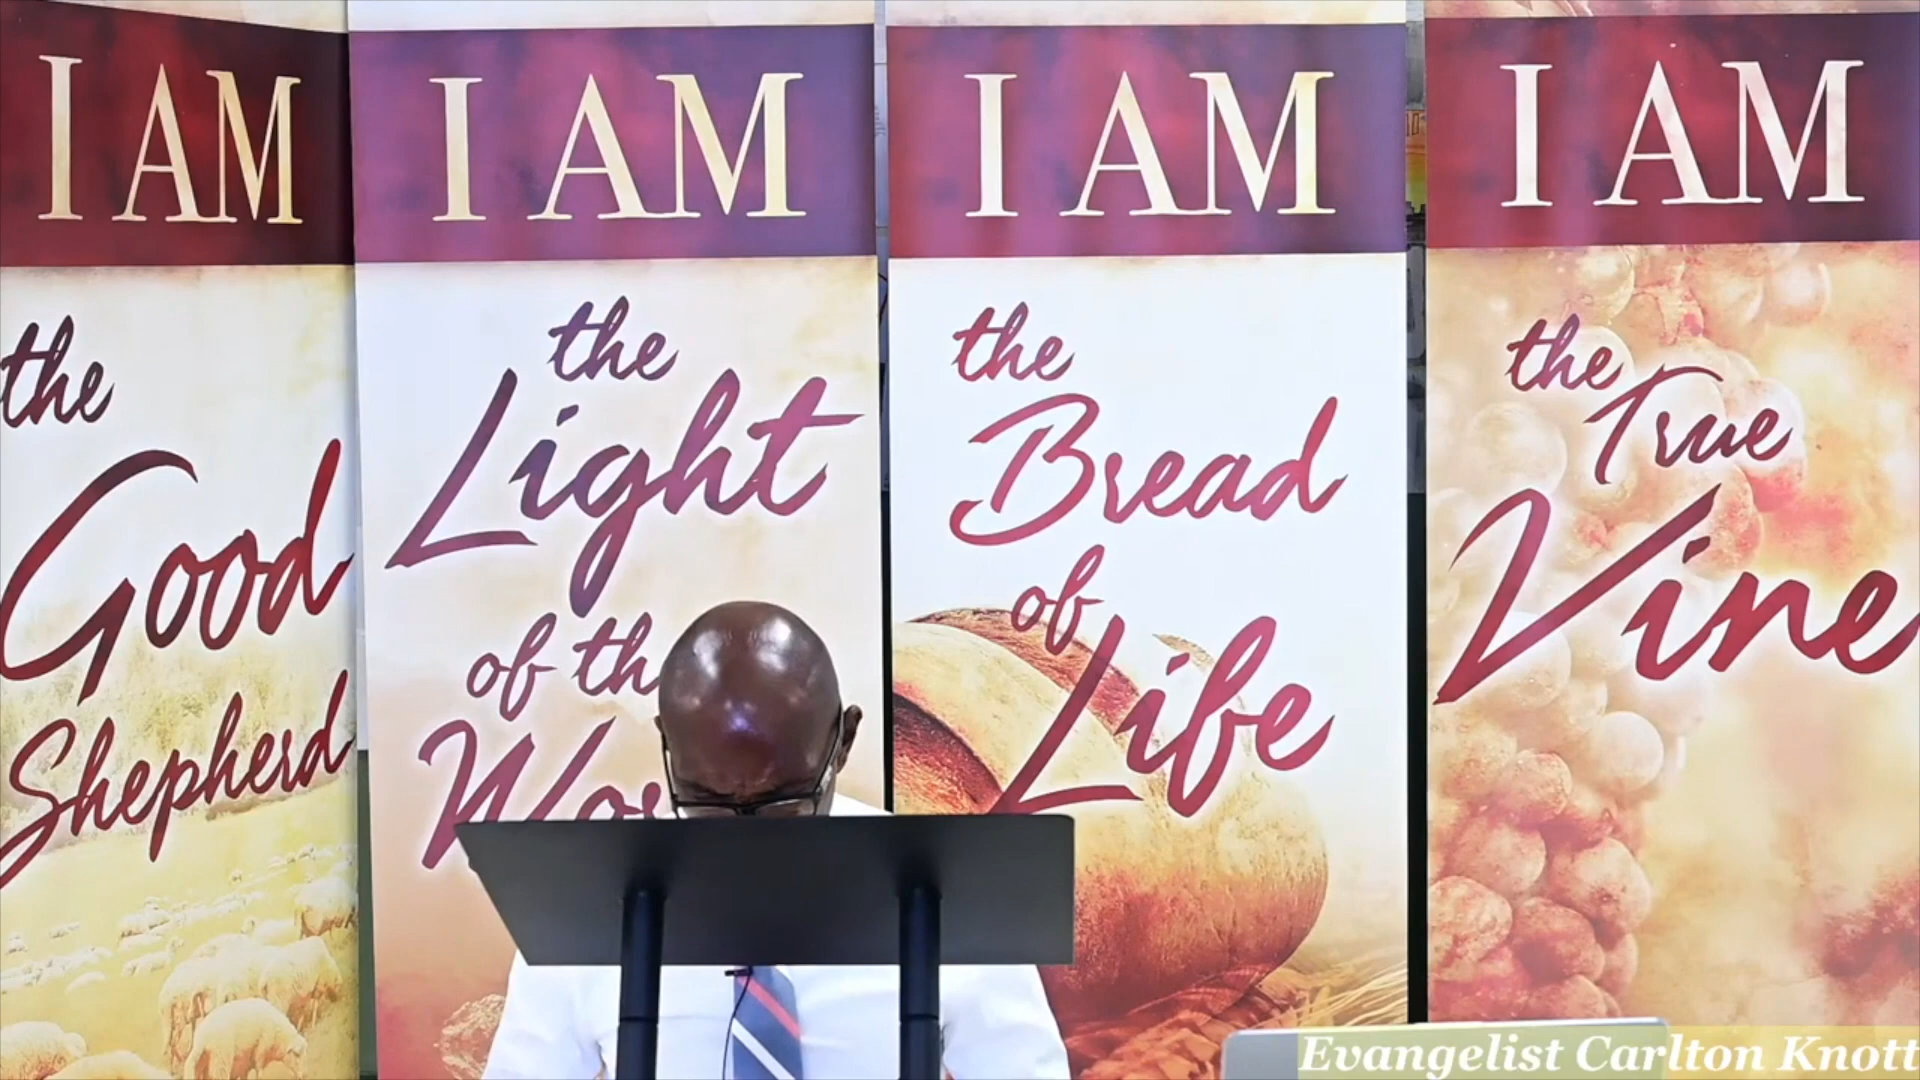 I AM
the
Good
Shepherd
I AM
the
Light
of th
Wor
I AM
the
Bread
of
Life
I AM
the
True
Vine
Evangelist Carlton Knott